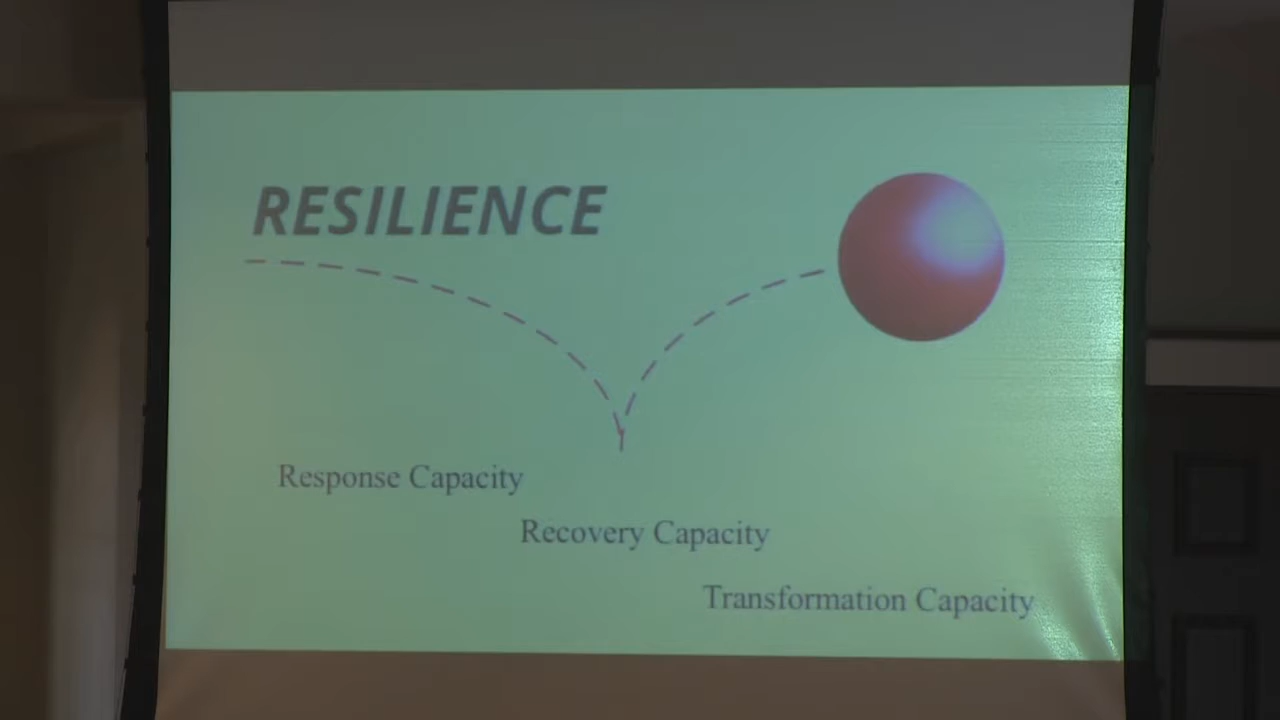 RESILIENCE
Response Capacity
Recovery Capacity
Transformation Capacity